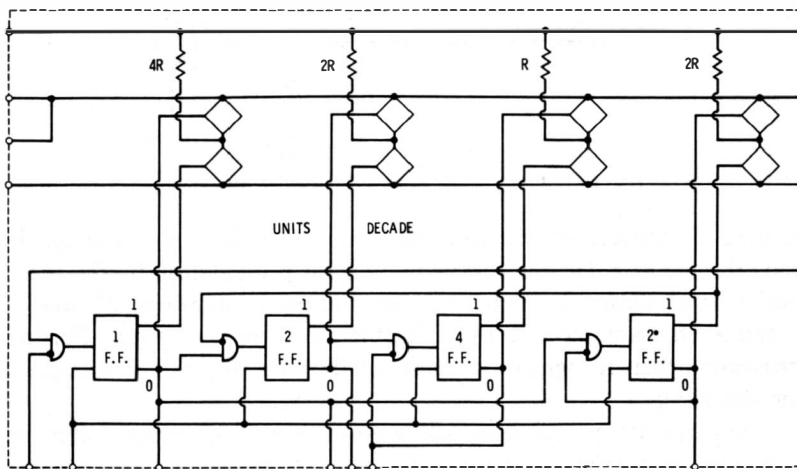 4R 2R R 2R
UNITS DECADE
1 1 1 1
1 2 4 2*
F.F. F.F. F.F. F.F.
0 0 0 0